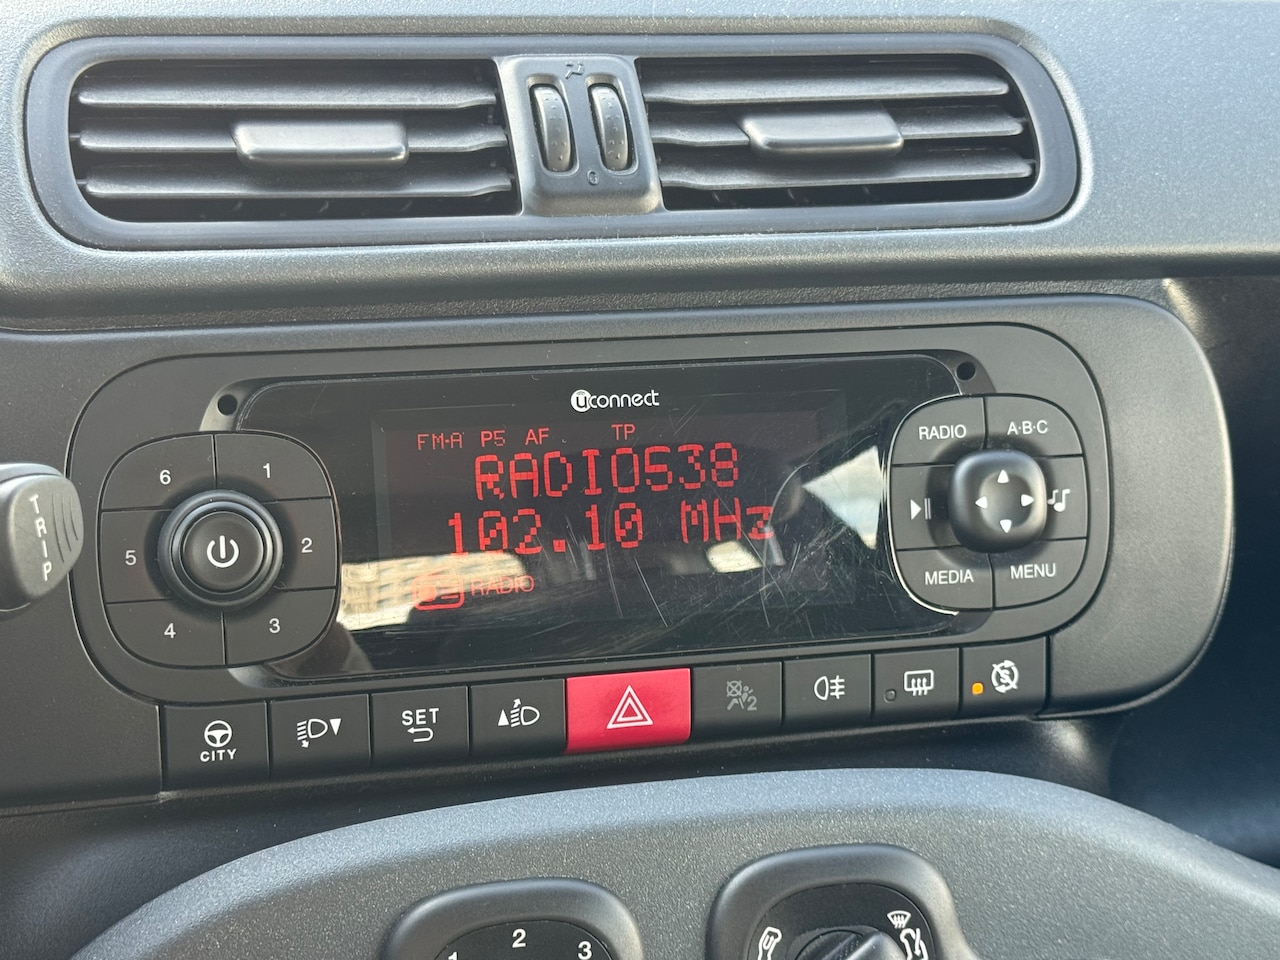 uconnect
FM-A P5 AF TP
RADIO538
102.10 MHz
RADIO
6
1
5
2
4
3
RADIO
A·B·C
MEDIA
MENU
TRIP
CITY
SET
2
1 2 3